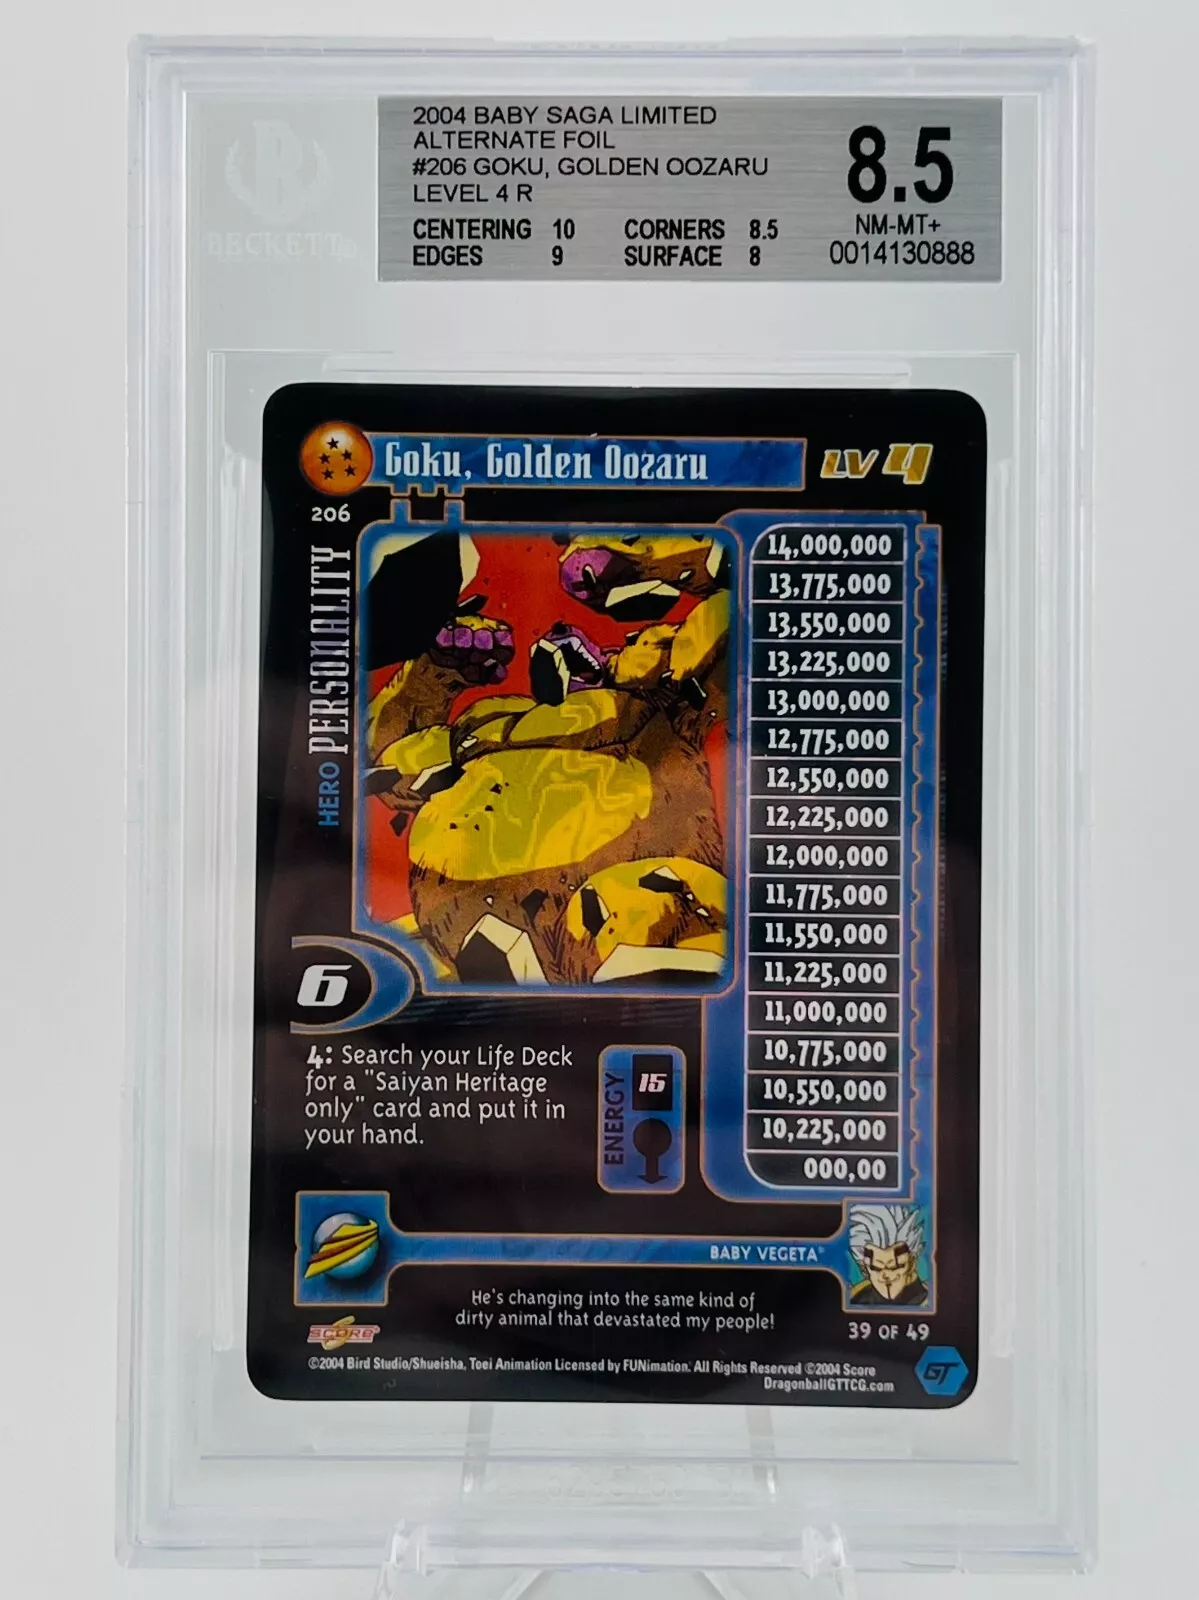 BECKETT
2004 BABY SAGA LIMITED
ALTERNATE FOIL
#206 GOKU, GOLDEN OOZARU
LEVEL 4 R
CENTERING 10 CORNERS 8.5
EDGES 9 SURFACE 8
8.5
NM-MT+
0014130888
Goku, Golden Oozaru
LV 4
206
HERO PERSONALITY
14,000,000
13,775,000
13,550,000
13,225,000
13,000,000
12,775,000
12,550,000
12,225,000
12,000,000
11,775,000
11,550,000
11,225,000
11,000,000
10,775,000
10,550,000
10,225,000
000,00
6
4: Search your Life Deck
for a "Saiyan Heritage
only" card and put it in
your hand.
ENERGY
15
BABY VEGETA
He's changing into the same kind of
dirty animal that devastated my people!
39 OF 49
SCORE
©2004 Bird Studio/Shueisha, Toei Animation Licensed by FUNimation. All Rights Reserved ©2004 Score
DragonballGTTCG.com
GT